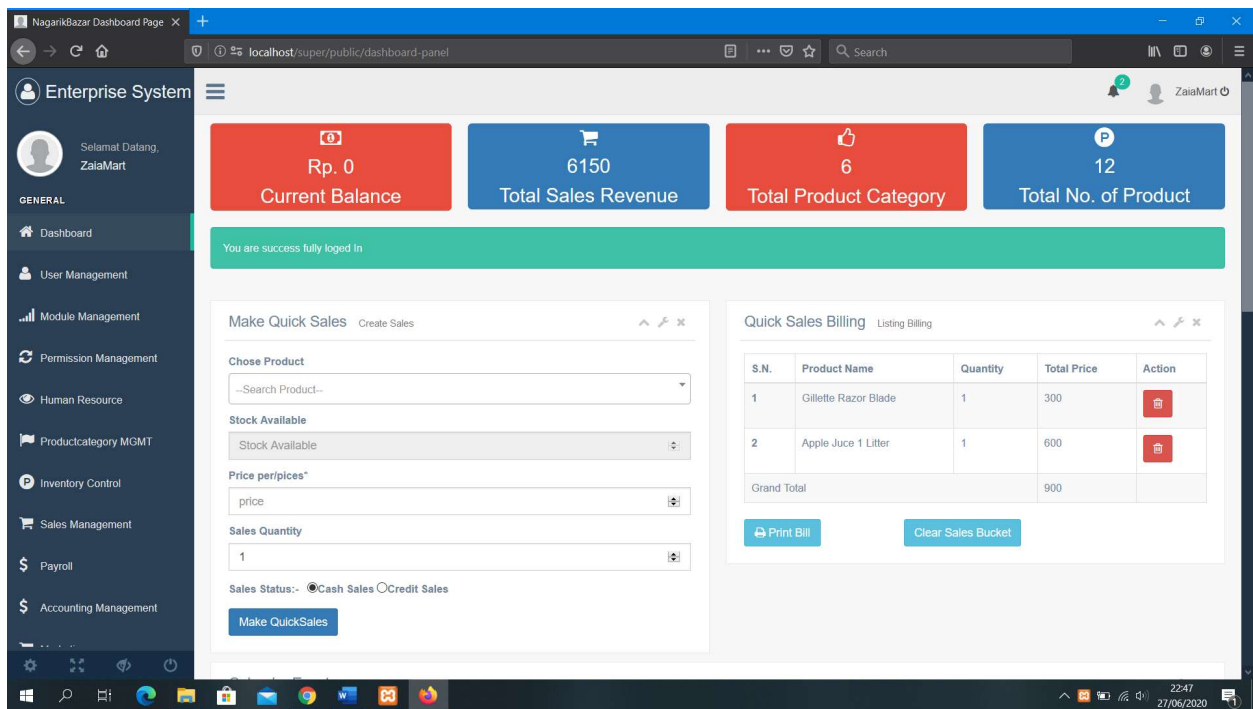 NagarikBazar Dashboard Page
localhost/super/public/dashboard-panel
Search
Enterprise System
2
ZaiaMart
Selamat Datang,
ZaiaMart
GENERAL
Dashboard
User Management
Module Management
Permission Management
Human Resource
Productcategory MGMT
Inventory Control
Sales Management
Payroll
Accounting Management
Rp. 0
Current Balance
6150
Total Sales Revenue
6
Total Product Category
P
12
Total No. of Product
You are success fully loged In
Make Quick Sales Create Sales
Chose Product
--Search Product--
Stock Available
Stock Available
Price per/pices*
price
Sales Quantity
1
Sales Status:- Cash Sales Credit Sales
Make QuickSales
Quick Sales Billing Listing Billing
S.N. Product Name Quantity Total Price Action
1 Gillette Razor Blade 1 300
2 Apple Juce 1 Litter 1 600
Grand Total 900
Print Bill Clear Sales Bucket
22:47
27/06/2020